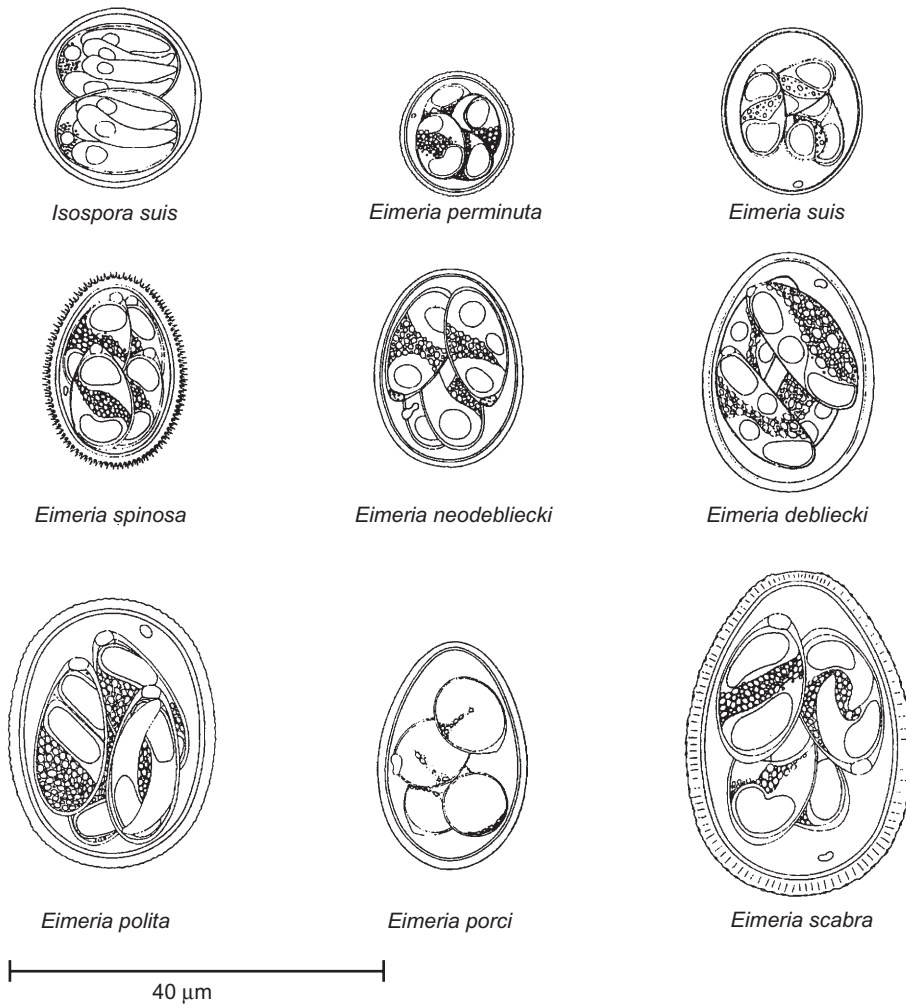 Isospora suis
Eimeria perminuta
Eimeria suis
Eimeria spinosa
Eimeria neodebliecki
Eimeria debliecki
Eimeria polita
Eimeria porci
Eimeria scabra
40 μm